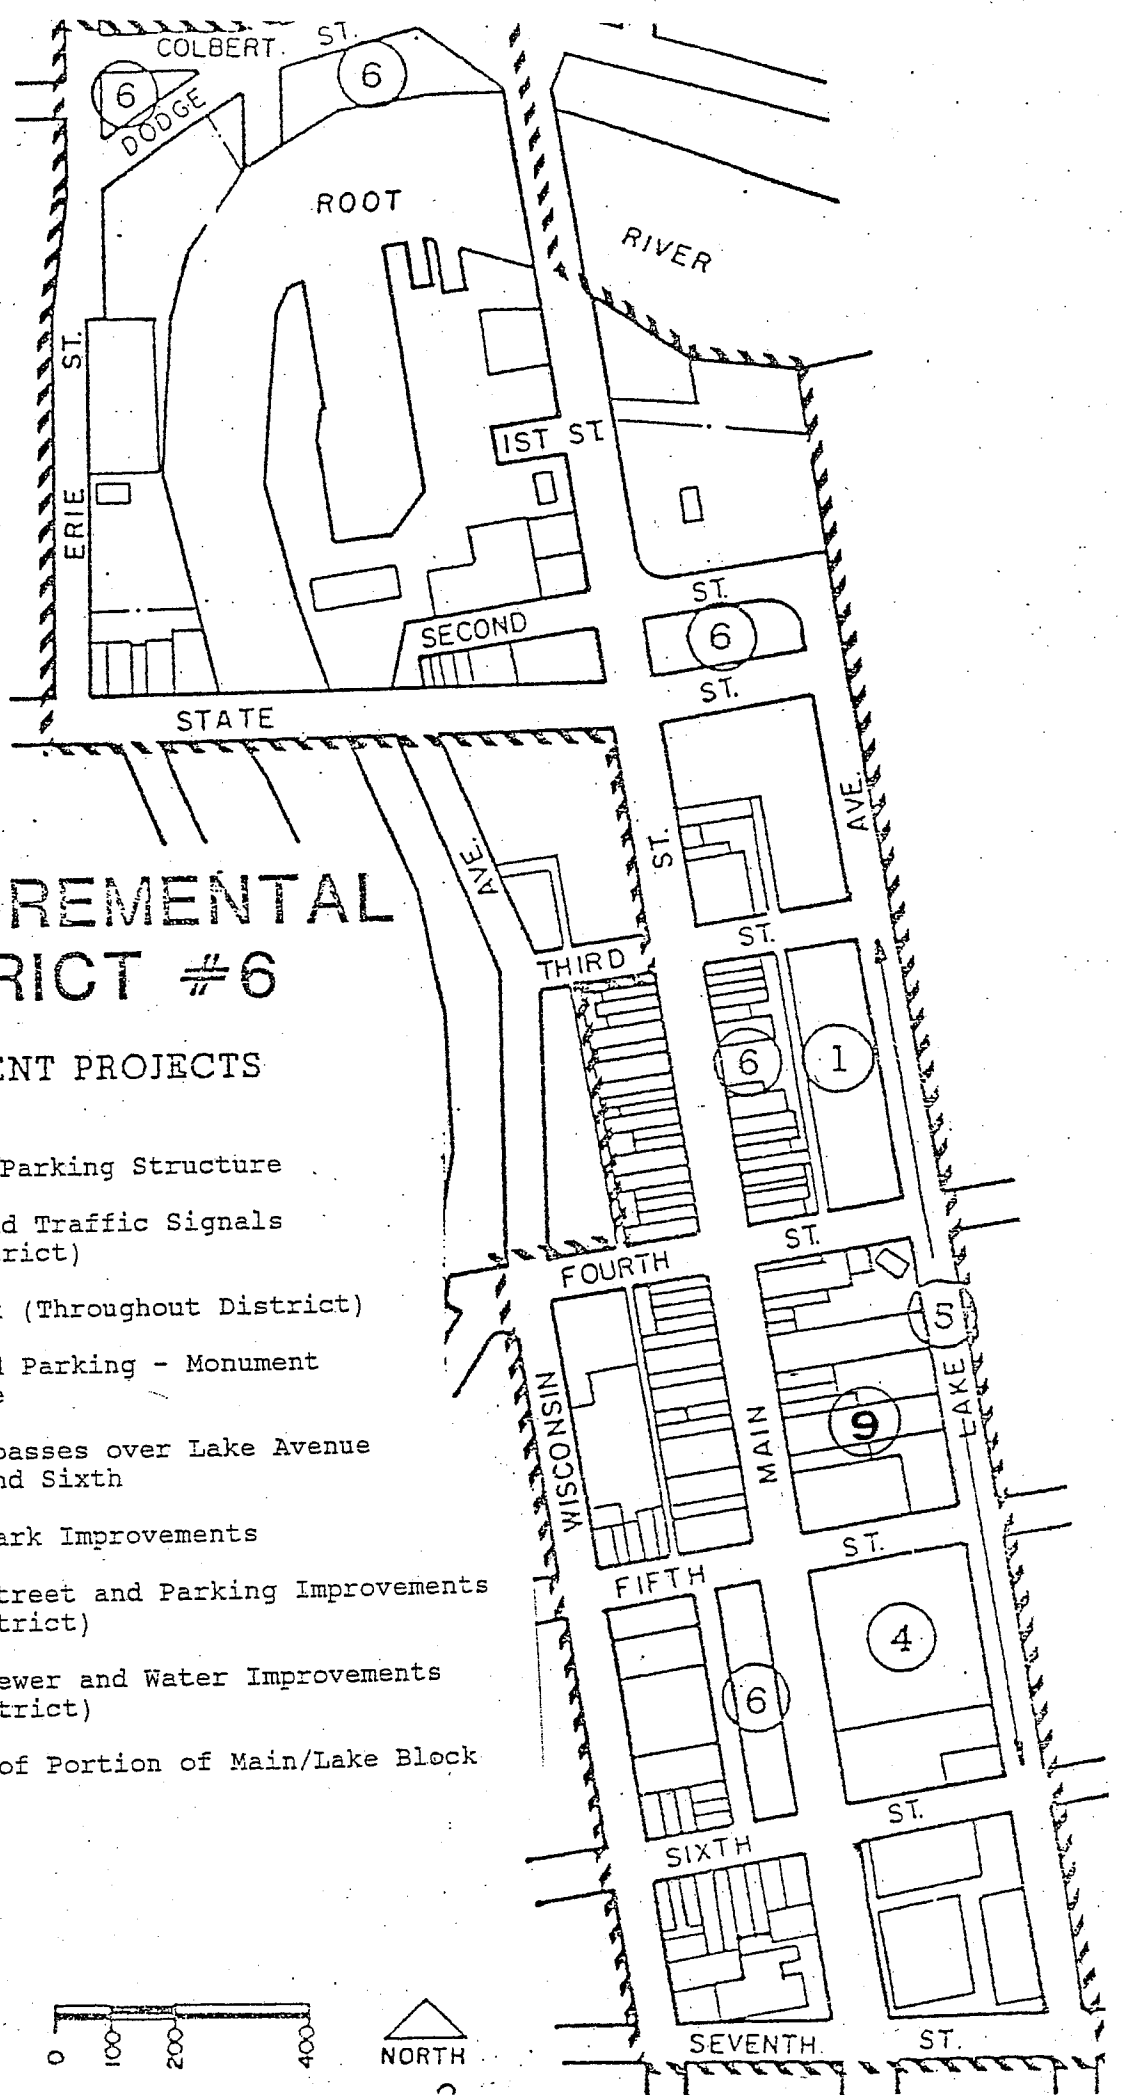 COLBERT ST.
6
6
DODGE
ROOT
RIVER
ERIE ST.
1ST ST.
ST.
SECOND
6
ST.
STATE
AVE.
ST.
AVE.
REMENTAL
RICT #6
ST.
THIRD
ENT PROJECTS
6
1
Parking Structure
d Traffic Signals
rict)
ST.
FOURTH
(Throughout District)
5
d Parking - Monument
e
LAKE
WISCONSIN
MAIN
9
passes over Lake Avenue
nd Sixth
ark Improvements
ST.
FIFTH
treet and Parking Improvements
trict)
4
ewer and Water Improvements
trict)
6
of Portion of Main/Lake Block
ST.
SIXTH
0 100 200 400
NORTH
SEVENTH ST.